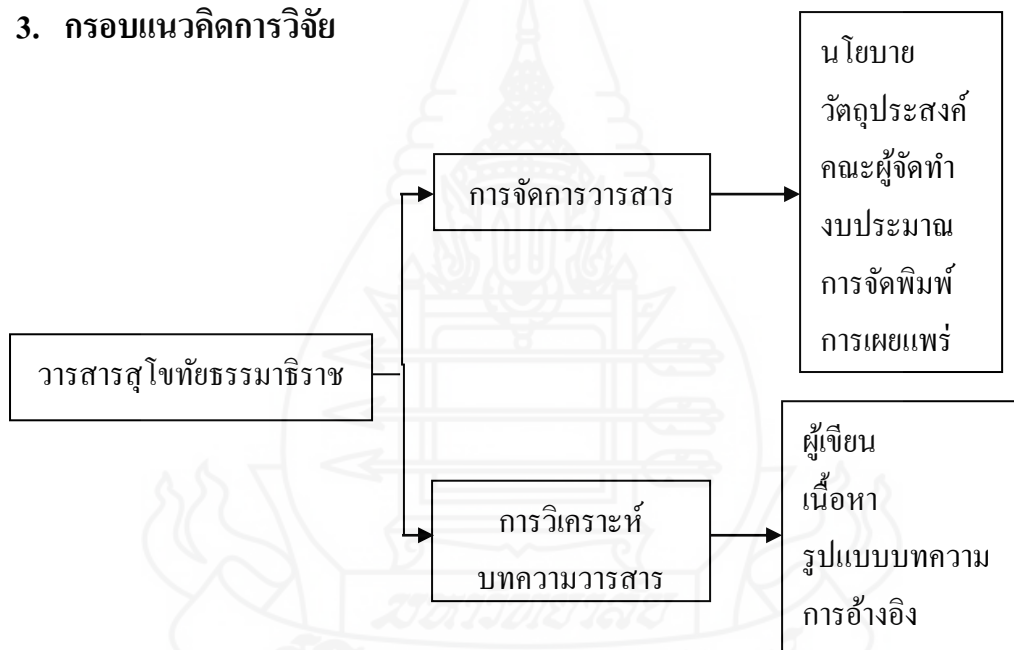 3. กรอบแนวคิดการวิจัย
นโยบาย
วัตถุประสงค์
คณะผู้จัดทำ
งบประมาณ
การจัดพิมพ์
การเผยแพร่
การจัดการวารสาร
วารสารสุโขทัยธรรมาธิราช
การวิเคราะห์
บทความวารสาร
ผู้เขียน
เนื้อหา
รูปแบบบทความ
การอ้างอิง